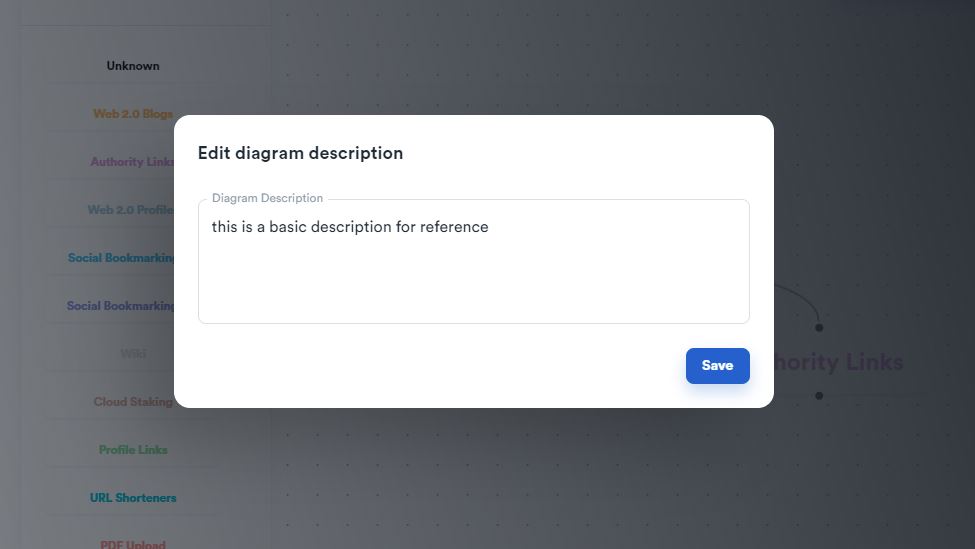 Unknown
Web 2.0 Blogs
Authority Links
Web 2.0 Profile
Social Bookmarking
Social Bookmarking
Wiki
Cloud Staking
Profile Links
URL Shorteners
PDF Upload
Edit diagram description
Diagram Description
this is a basic description for reference
Save
hority Links